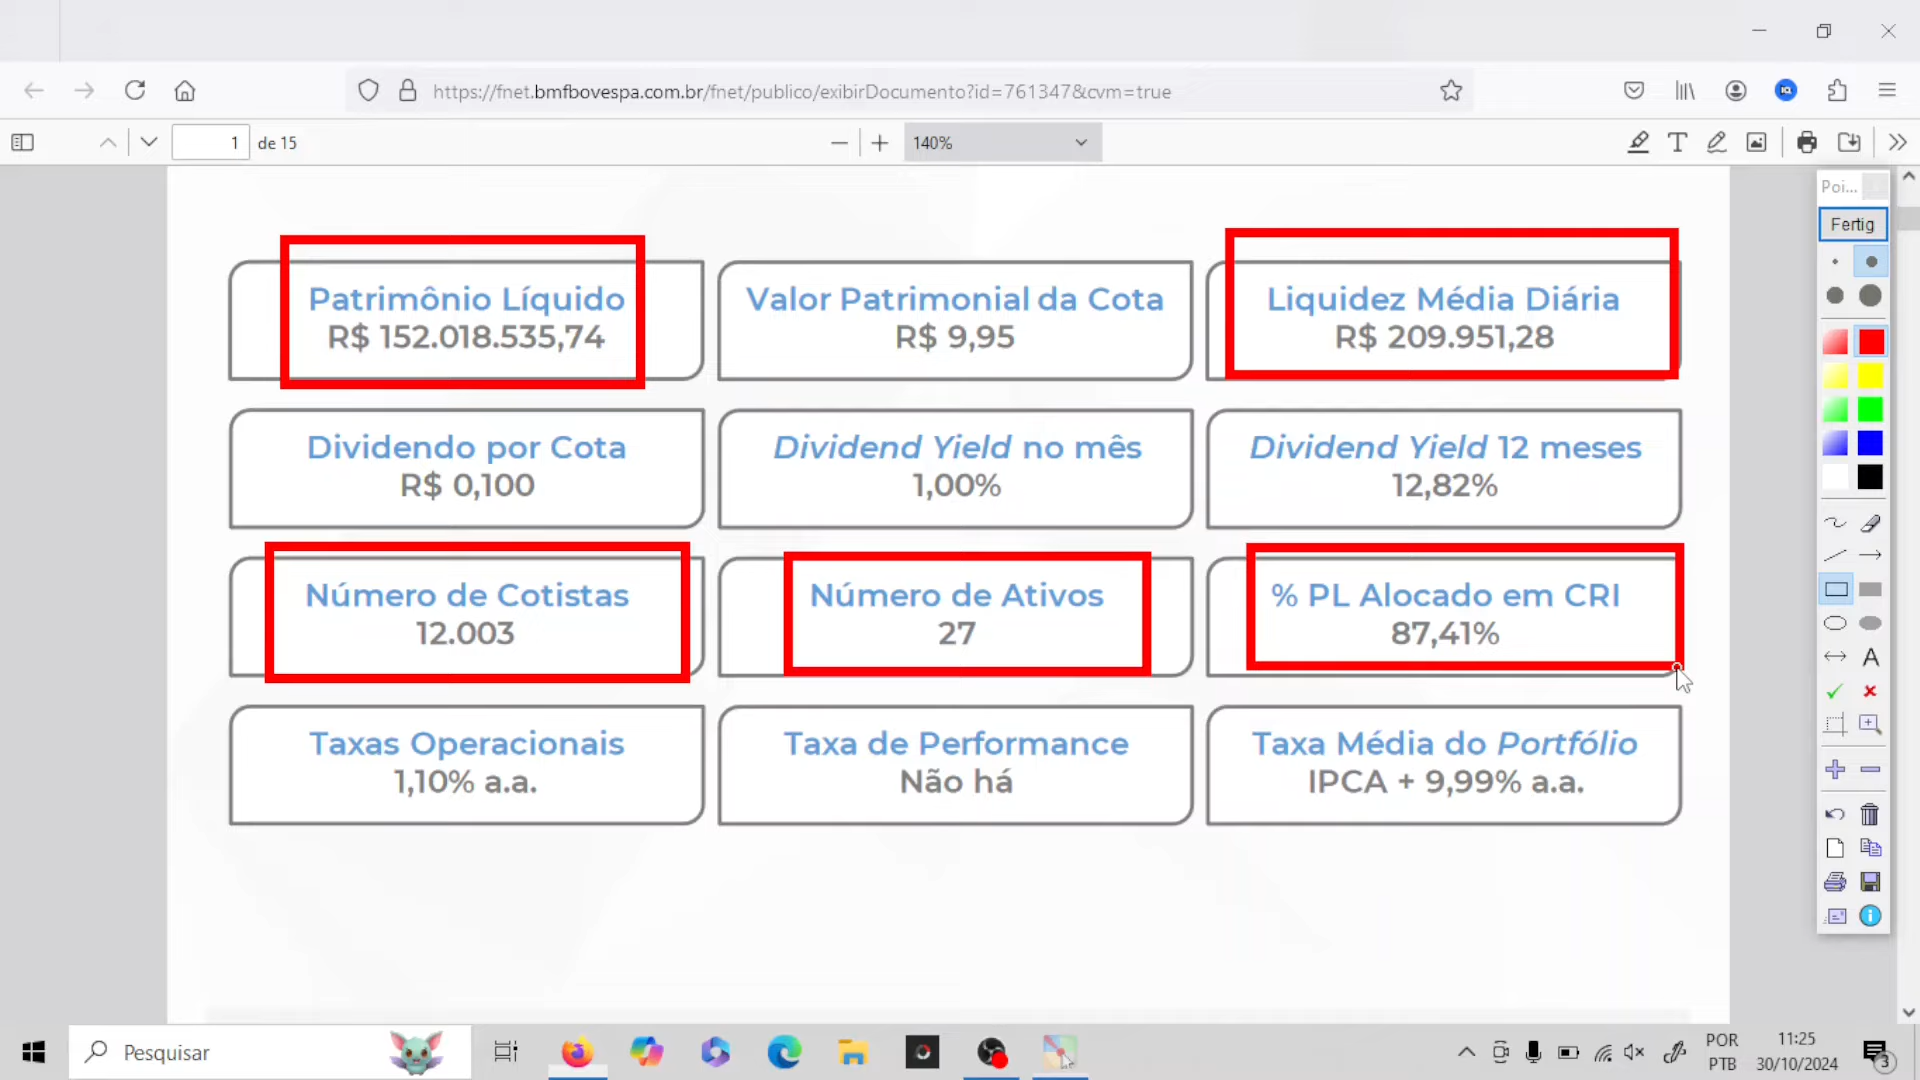 https://fnet.bmfbovespa.com.br/fnet/publico/exibirDocumento?id=761347&cvm=true
1 de 15
140%
Poi...
Fertig
Patrimônio Líquido
R$ 152.018.535,74
Valor Patrimonial da Cota
R$ 9,95
Liquidez Média Diária
R$ 209.951,28
Dividendo por Cota
R$ 0,100
Dividend Yield no mês
1,00%
Dividend Yield 12 meses
12,82%
Número de Cotistas
12.003
Número de Ativos
27
% PL Alocado em CRI
87,41%
Taxas Operacionais
1,10% a.a.
Taxa de Performance
Não há
Taxa Média do Portfólio
IPCA + 9,99% a.a.
Pesquisar
POR
PTB
11:25
30/10/2024
3